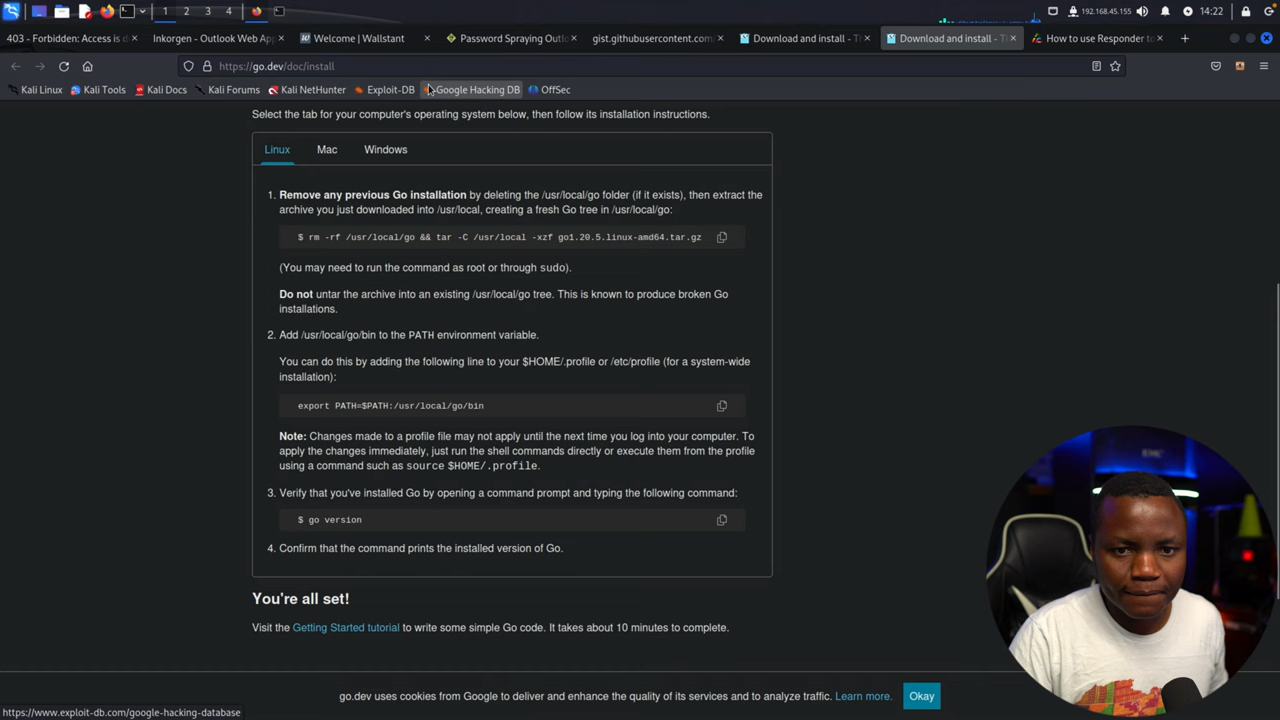 1 2 3 4 192.168.45.155 14:22
403 - Forbidden: Access is d Inkorgen - Outlook Web App Welcome | Wallstant Password Spraying Outlo gist.githubusercontent.com/ Download and install - Th Download and install - Th How to use Responder to
https://go.dev/doc/install
Kali Linux Kali Tools Kali Docs Kali Forums Kali NetHunter Exploit-DB Google Hacking DB OffSec
Select the tab for your computer's operating system below, then follow its installation instructions.
Linux Mac Windows
1. Remove any previous Go installation by deleting the /usr/local/go folder (if it exists), then extract the
archive you just downloaded into /usr/local, creating a fresh Go tree in /usr/local/go:
$ rm -rf /usr/local/go && tar -C /usr/local -xzf go1.20.5.linux-amd64.tar.gz
(You may need to run the command as root or through sudo).
Do not untar the archive into an existing /usr/local/go tree. This is known to produce broken Go
installations.
2. Add /usr/local/go/bin to the PATH environment variable.
You can do this by adding the following line to your $HOME/.profile or /etc/profile (for a system-wide
installation):
export PATH=$PATH:/usr/local/go/bin
Note: Changes made to a profile file may not apply until the next time you log into your computer. To
apply the changes immediately, just run the shell commands directly or execute them from the profile
using a command such as source $HOME/.profile.
3. Verify that you've installed Go by opening a command prompt and typing the following command:
$ go version
4. Confirm that the command prints the installed version of Go.
You're all set!
Visit the Getting Started tutorial to write some simple Go code. It takes about 10 minutes to complete.
go.dev uses cookies from Google to deliver and enhance the quality of its services and to analyze traffic. Learn more. Okay
https://www.exploit-db.com/google-hacking-database